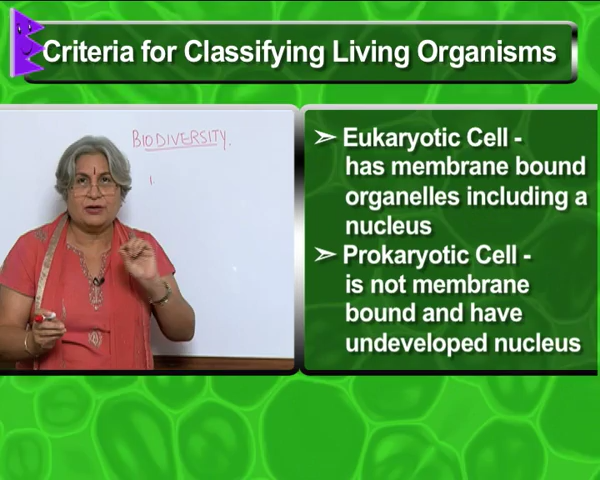 Criteria for Classifying Living Organisms
BIODIVERSITY.
1.
➢ Eukaryotic Cell -
has membrane bound
organelles including a
nucleus
➢ Prokaryotic Cell -
is not membrane
bound and have
undeveloped nucleus